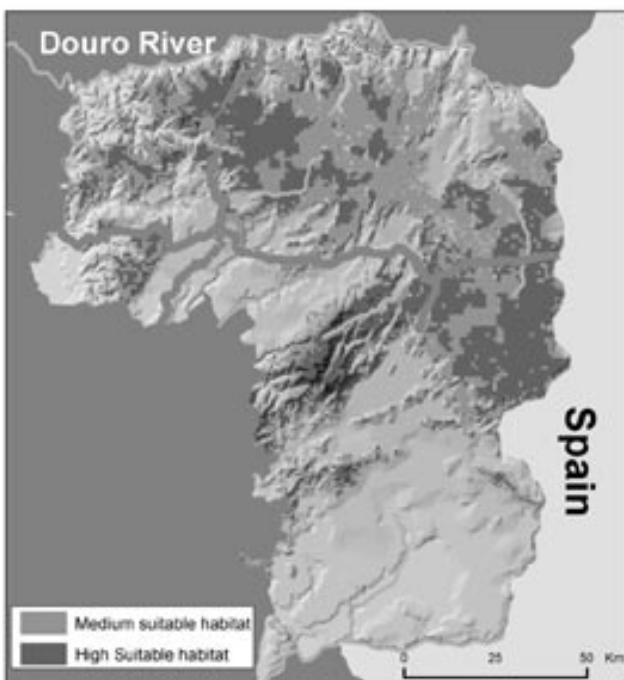 Douro River
Spain
Medium suitable habitat
High Suitable habitat
0 25 50 Km